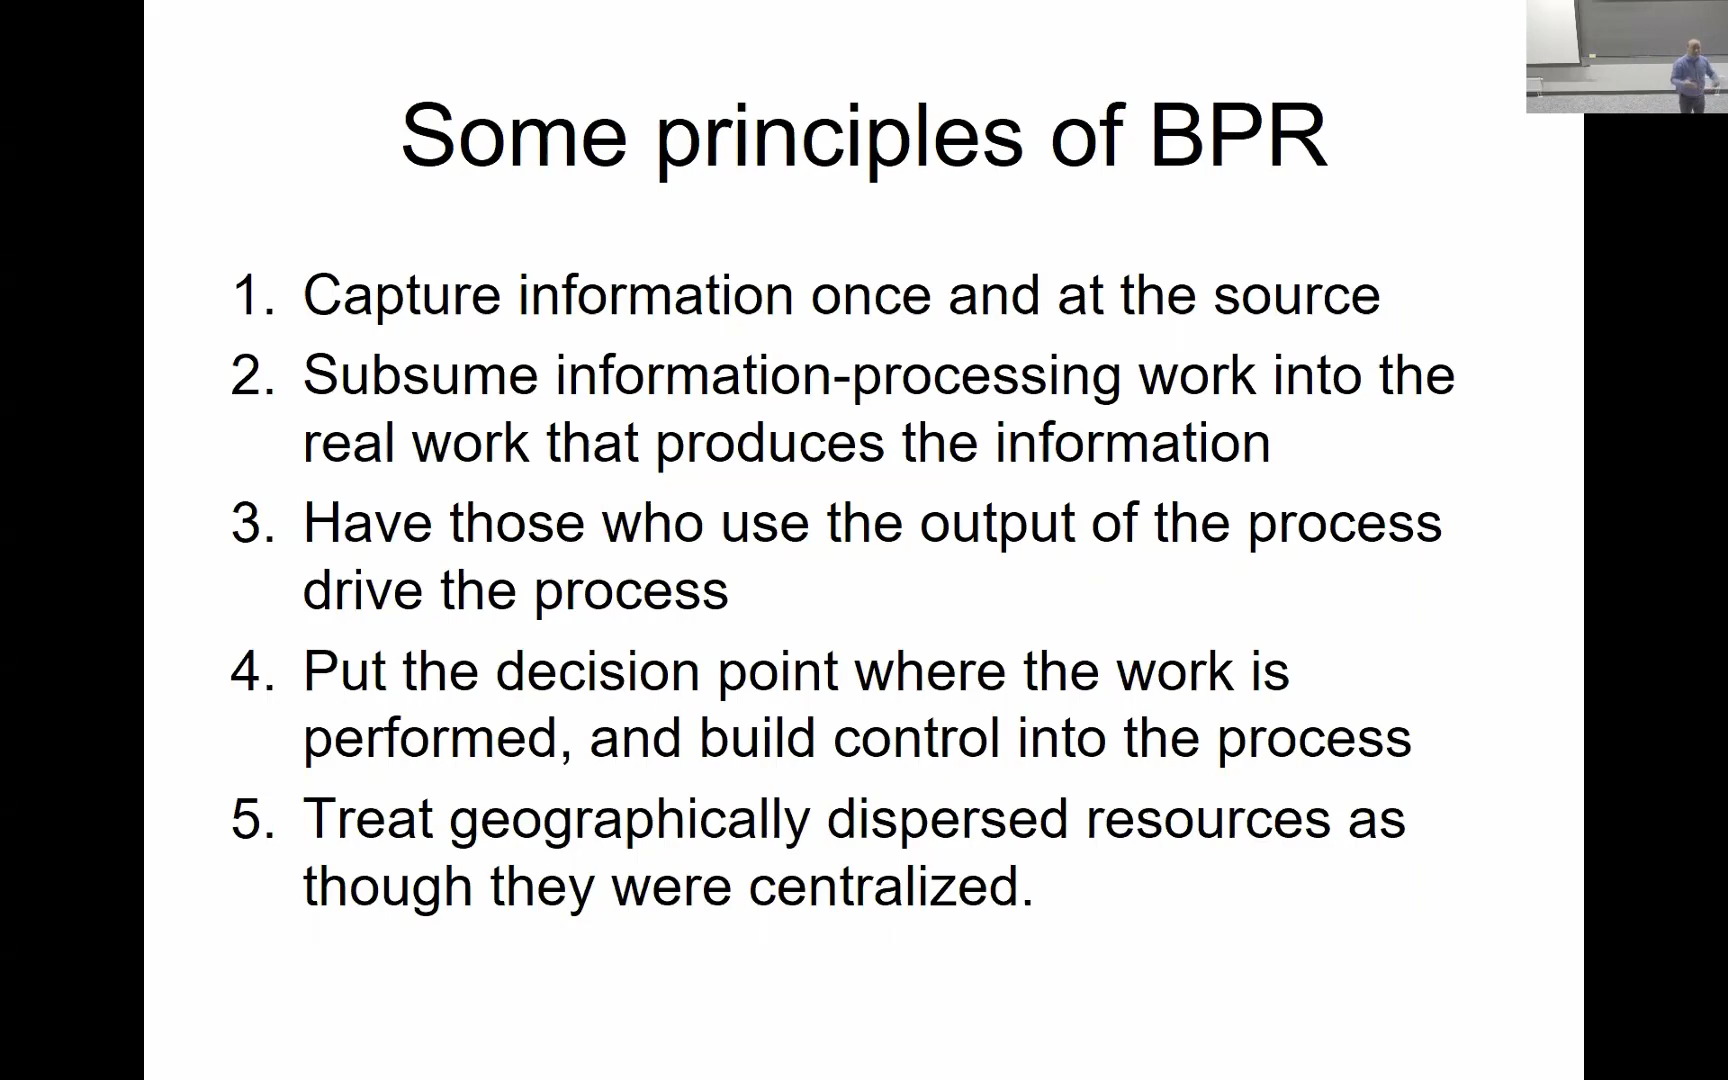 Some principles of BPR
1. Capture information once and at the source
2. Subsume information-processing work into the
real work that produces the information
3. Have those who use the output of the process
drive the process
4. Put the decision point where the work is
performed, and build control into the process
5. Treat geographically dispersed resources as
though they were centralized.